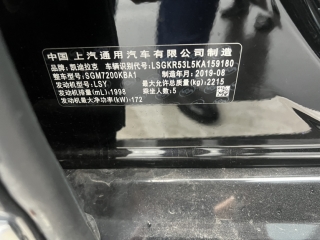 中国 上汽通用汽车有限公司制造
品牌:凯迪拉克 车辆识别代号:LSGKR53L5KA159180
整车型号:SGM7200KBA1 制造年月:2019-08
发动机型号:LSY 最大允许总质量(kg):2215
发动机排量(mL):1998 乘坐人数:5
发动机最大净功率(kW):172